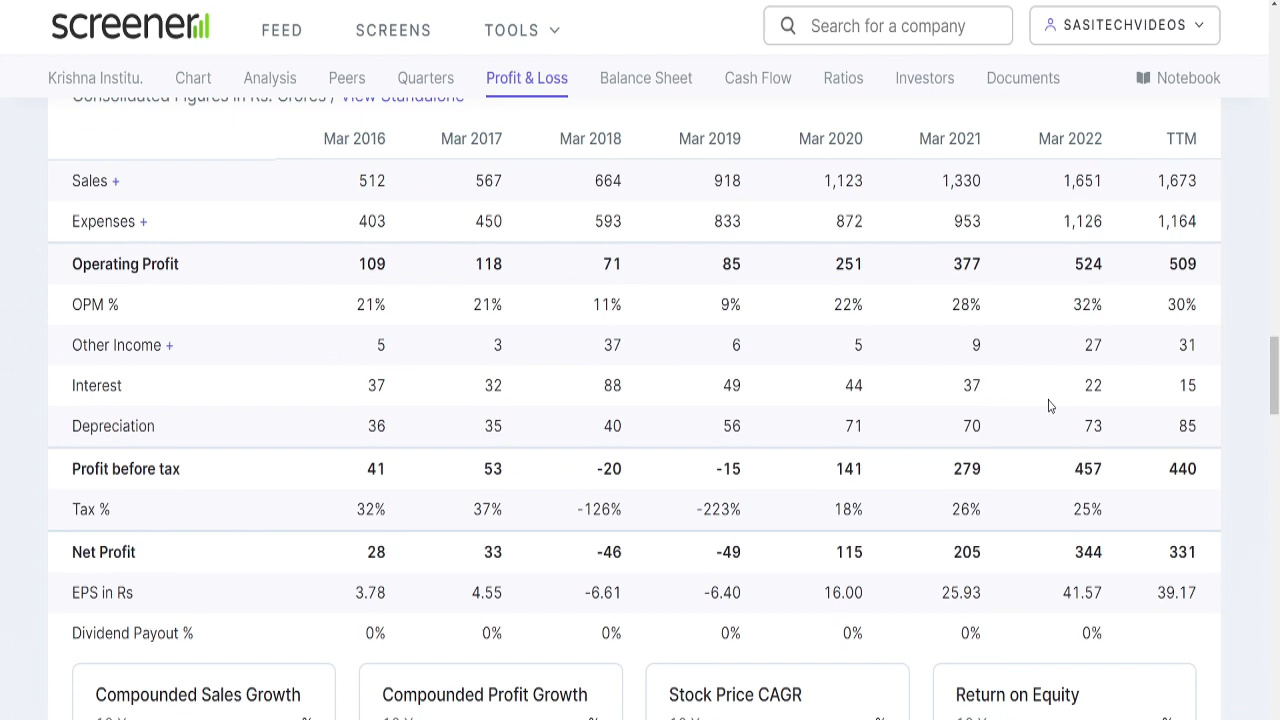 screener FEED SCREENS TOOLS Search for a company SASITECHVIDEOS
Krishna Institu. Chart Analysis Peers Quarters Profit & Loss Balance Sheet Cash Flow Ratios Investors Documents Notebook
Consolidated Figures in Rs. Crores / View Standalone
Mar 2016 Mar 2017 Mar 2018 Mar 2019 Mar 2020 Mar 2021 Mar 2022 TTM
Sales + 512 567 664 918 1,123 1,330 1,651 1,673
Expenses + 403 450 593 833 872 953 1,126 1,164
Operating Profit 109 118 71 85 251 377 524 509
OPM % 21% 21% 11% 9% 22% 28% 32% 30%
Other Income + 5 3 37 6 5 9 27 31
Interest 37 32 88 49 44 37 22 15
Depreciation 36 35 40 56 71 70 73 85
Profit before tax 41 53 -20 -15 141 279 457 440
Tax % 32% 37% -126% -223% 18% 26% 25%
Net Profit 28 33 -46 -49 115 205 344 331
EPS in Rs 3.78 4.55 -6.61 -6.40 16.00 25.93 41.57 39.17
Dividend Payout % 0% 0% 0% 0% 0% 0% 0%
Compounded Sales Growth Compounded Profit Growth Stock Price CAGR Return on Equity